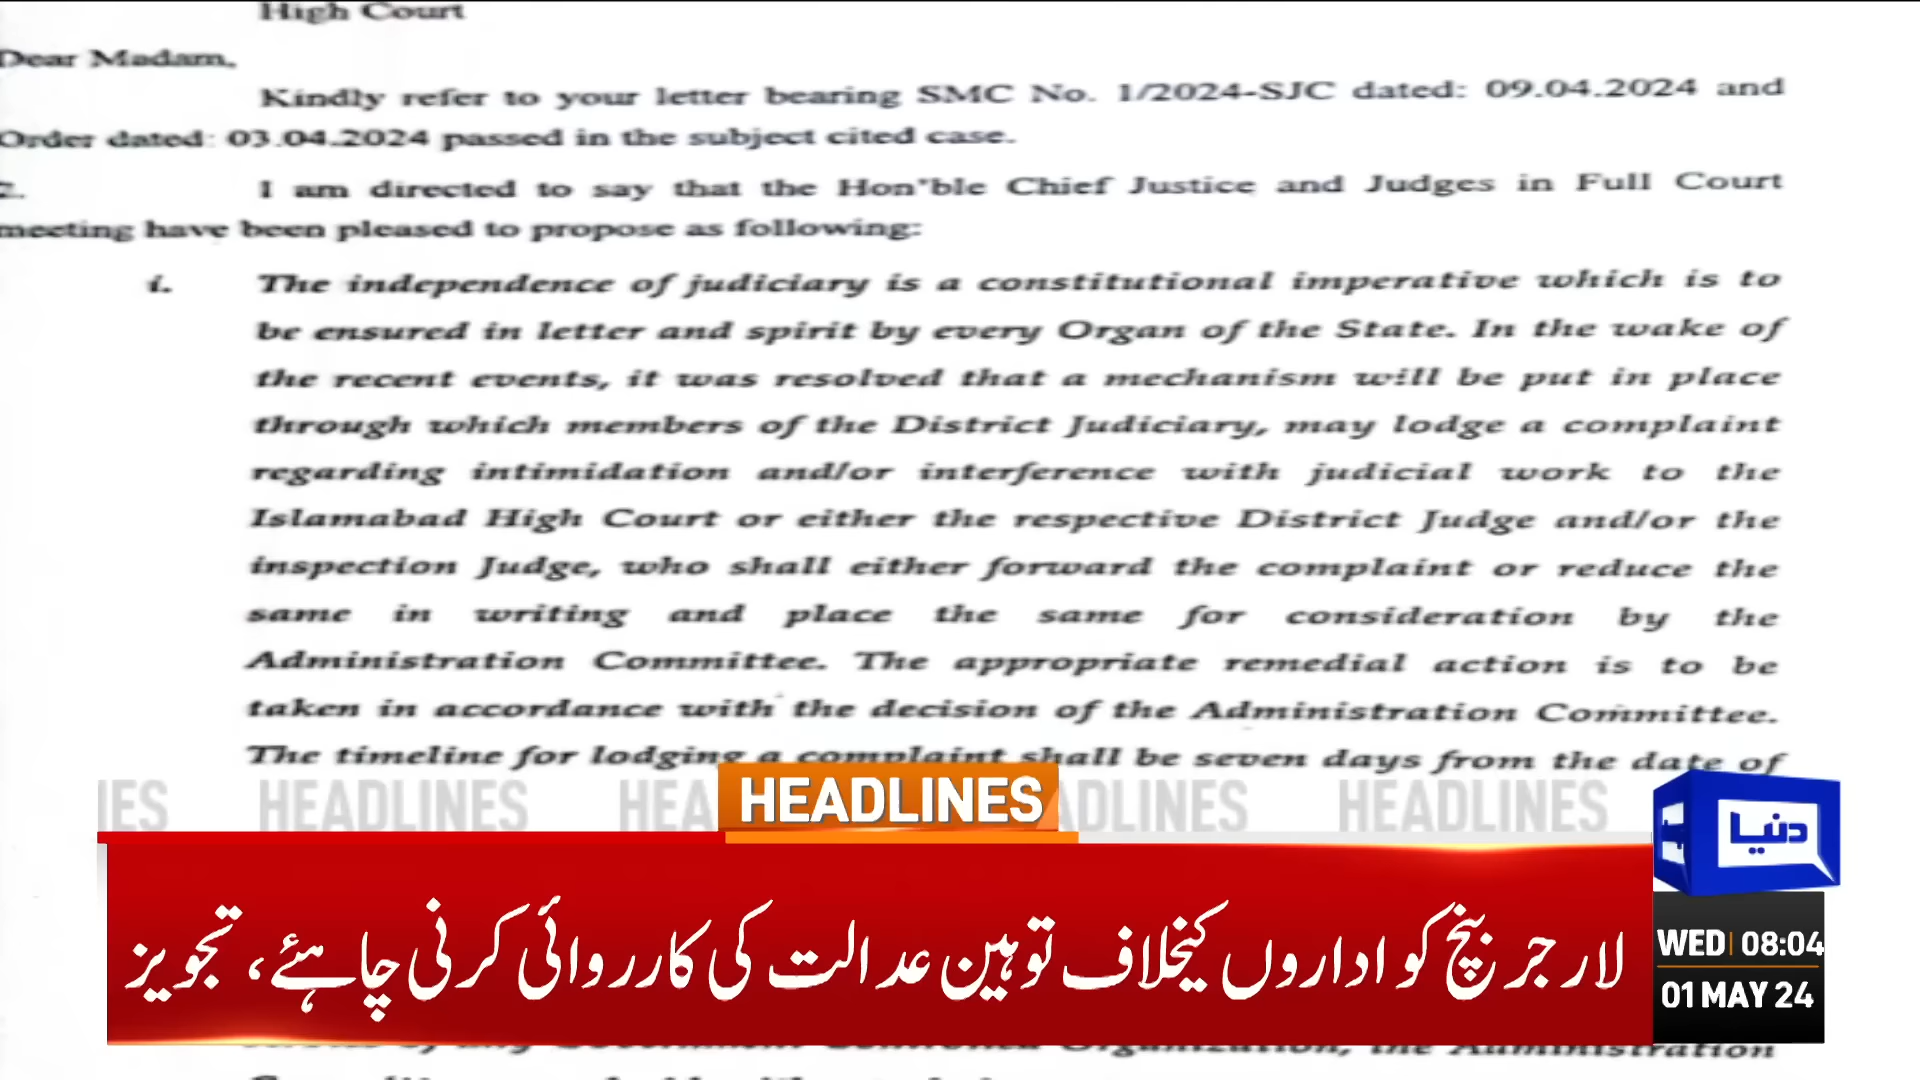 High Court
Dear Madam,
Kindly refer to your letter bearing SMC No. 1/2024-SJC dated: 09.04.2024 and
Order dated: 03.04.2024 passed in the subject cited case.
2. I am directed to say that the Hon'ble Chief Justice and Judges in Full Court
meeting have been pleased to propose as following:
i. The independence of judiciary is a constitutional imperative which is to
be ensured in letter and spirit by every Organ of the State. In the wake of
the recent events, it was resolved that a mechanism will be put in place
through which members of the District Judiciary, may lodge a complaint
regarding intimidation and/or interference with judicial work to the
Islamabad High Court or either the respective District Judge and/or the
inspection Judge, who shall either forward the complaint or reduce the
same in writing and place the same for consideration by the
Administration Committee. The appropriate remedial action is to be
taken in accordance with the decision of the Administration Committee.
The timeline for lodging a complaint shall be seven days from the date of
IES HEADLINES HEA ADLINES HEADLINES
HEADLINES
دنیا
لارجر بنچ کو اداروں کیخلاف توہین عدالت کی کارروائی کرنی چاہئے، تجویز
WED 08:04
01 MAY 24
Organization, the Administration